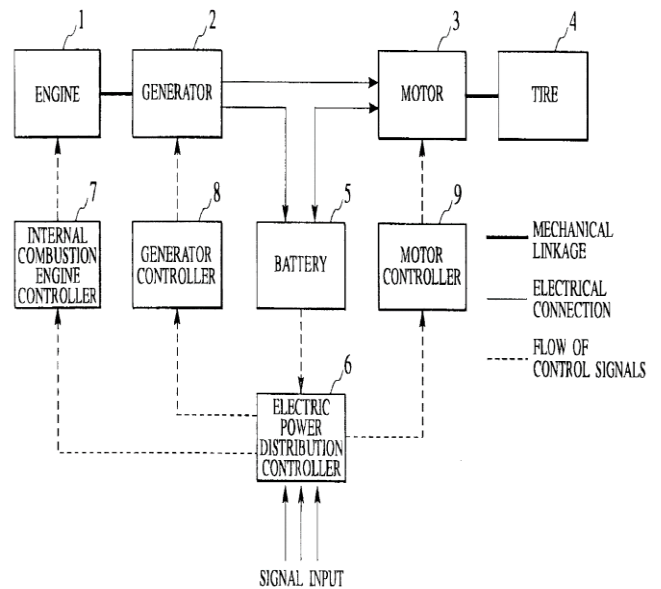 1
2
3
4
ENGINE
GENERATOR
MOTOR
TIRE
7
8
5
9
INTERNAL
COMBUSTION
ENGINE
CONTROLLER
GENERATOR
CONTROLLER
BATTERY
MOTOR
CONTROLLER
MECHANICAL
LINKAGE
ELECTRICAL
CONNECTION
FLOW OF
CONTROL SIGNALS
6
ELECTRIC
POWER
DISTRIBUTION
CONTROLLER
SIGNAL INPUT